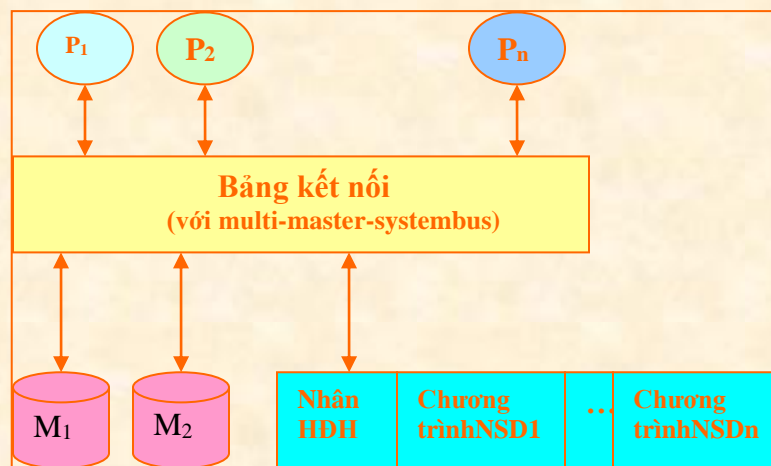 P1
P2
Pn
Bảng kết nối
(với multi-master-systembus)
M1
M2
Nhân
HĐH
Chương
trìnhNSD1
...
Chương
trìnhNSDn